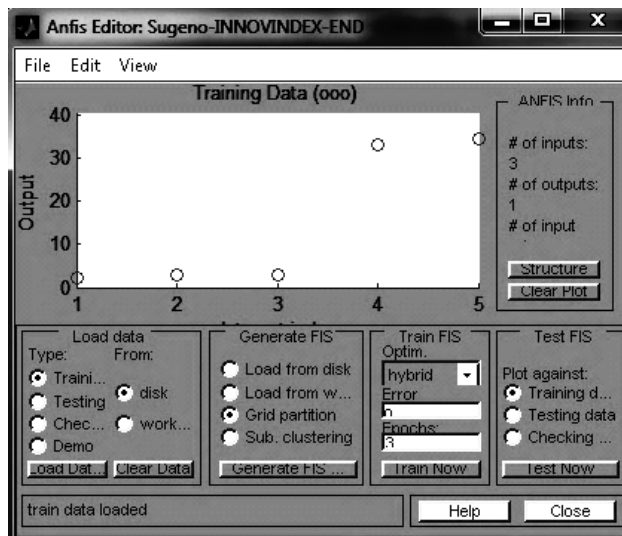 Anfis Editor: Sugeno-INNOVINDEX-END
File Edit View
Training Data (ooo)
ANFIS Info
40
30
20
10
0
Output
1 2 3 4 5
# of inputs:
3
# of outputs:
1
# of input
Structure
Clear Plot
Load data
Type: From:
Traini...
Testing
Chec...
Demo
disk
work...
Load Dat...
Clear Data
Generate FIS
Load from disk
Load from w...
Grid partition
Sub. clustering
Generate FIS ...
Train FIS
Optim.
hybrid
Error
Epochs:
3
Train Now
Test FIS
Plot against:
Training d...
Testing data
Checking ...
Test Now
train data loaded
Help
Close